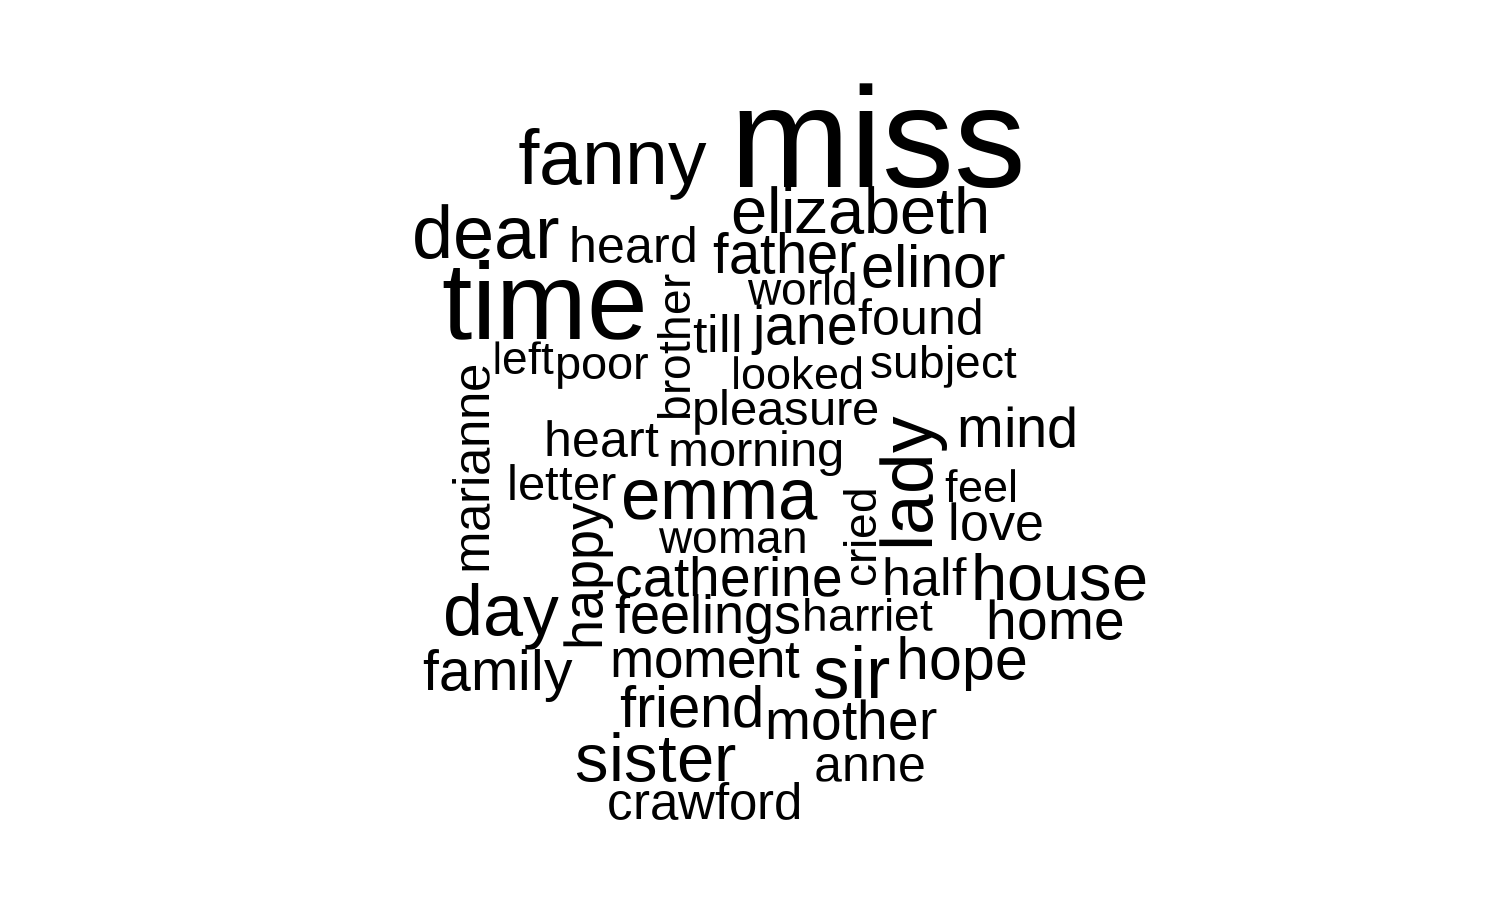 miss
fanny
elizabeth
dear
heard
father
elinor
time
world
brother
till
jane
found
left
poor
looked
subject
marianne
pleasure
heart
morning
lady
mind
letter
emma
cried
feel
love
woman
happy
catherine
half
house
day
feelings
harriet
home
family
moment
sir
hope
friend
mother
sister
anne
crawford